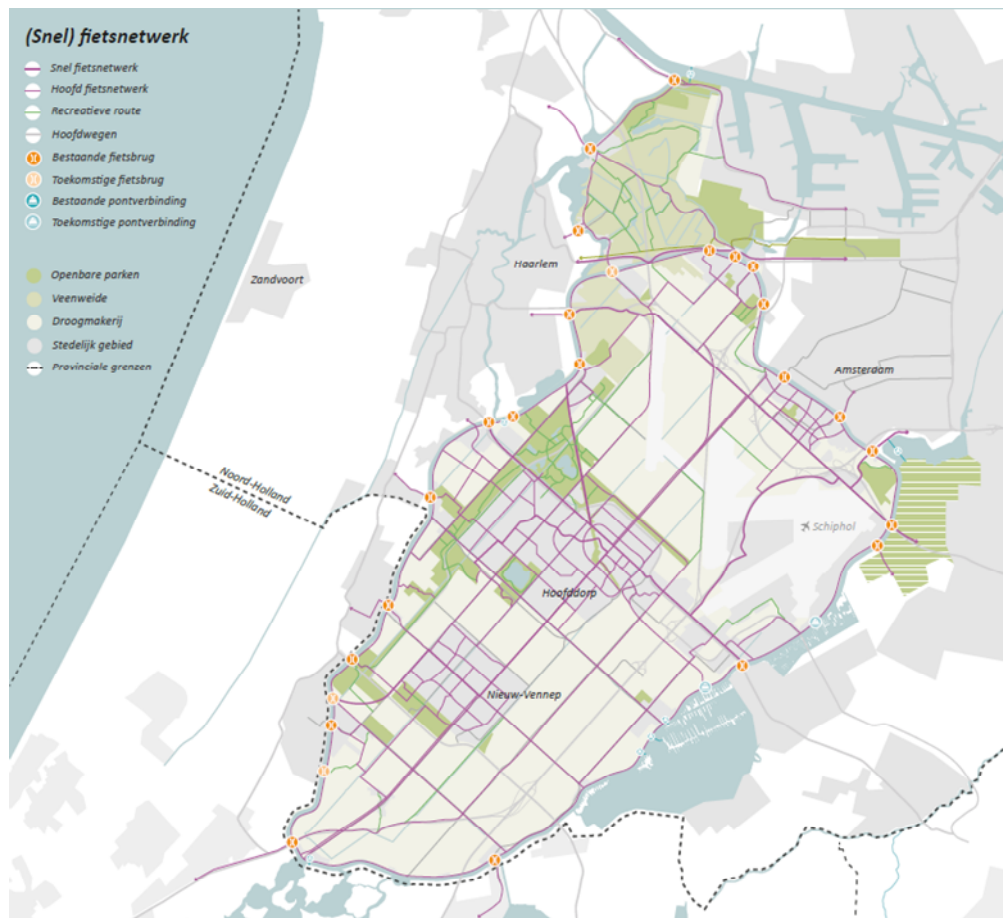 (Snel) fietsnetwerk
Snel fietsnetwerk
Hoofd fietsnetwerk
Recreatieve route
Hoofdwegen
Bestaande fietsbrug
Toekomstige fietsbrug
Bestaande pontverbinding
Toekomstige pontverbinding
Openbare parken
Veenweide
Droogmakerij
Stedelijk gebied
Provinciale grenzen
Zandvoort
Haarlem
Amsterdam
Noord-Holland
Zuid-Holland
Schiphol
Hoofddorp
Nieuw-Vennep